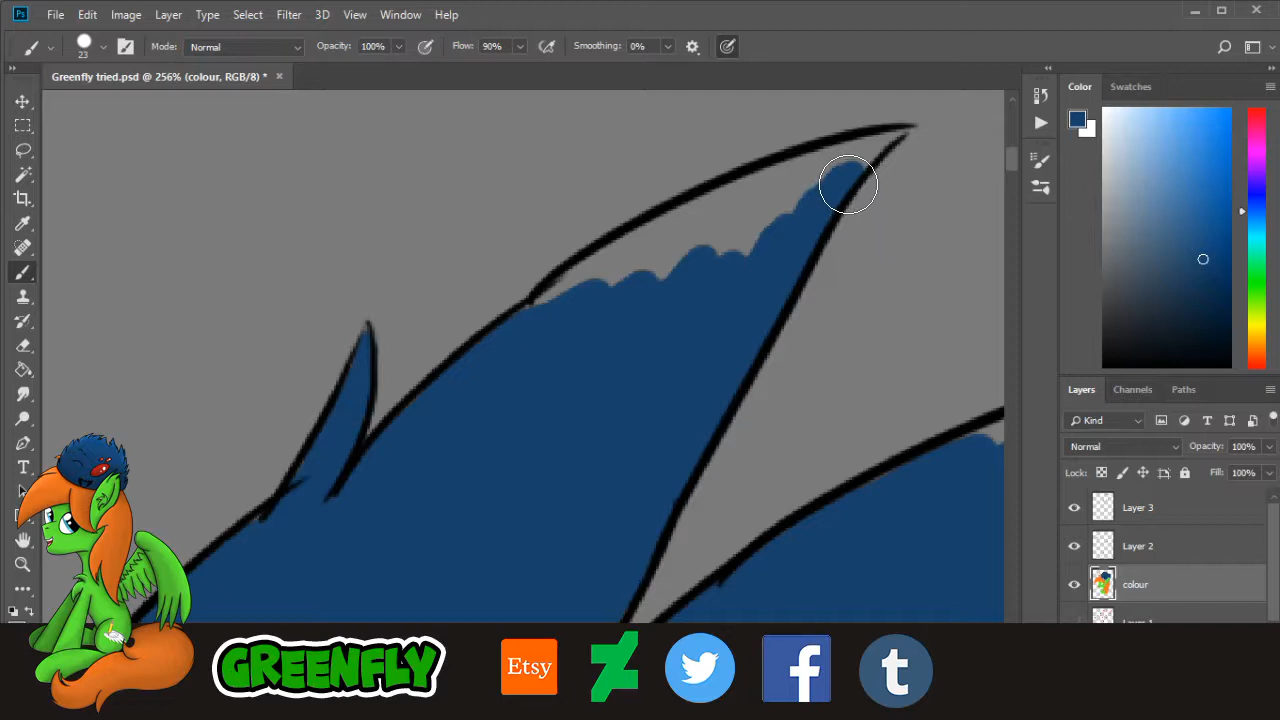 Ps File Edit Image Layer Type Select Filter 3D View Window Help
23 Mode: Normal Opacity: 100% Flow: 90% Smoothing: 0%
Greenfly tried.psd @ 256% (colour, RGB/8) *
Color Swatches
Layers Channels Paths
Kind
Normal Opacity: 100%
Lock: Fill: 100%
Layer 3
Layer 2
colour
GREENFLY Etsy